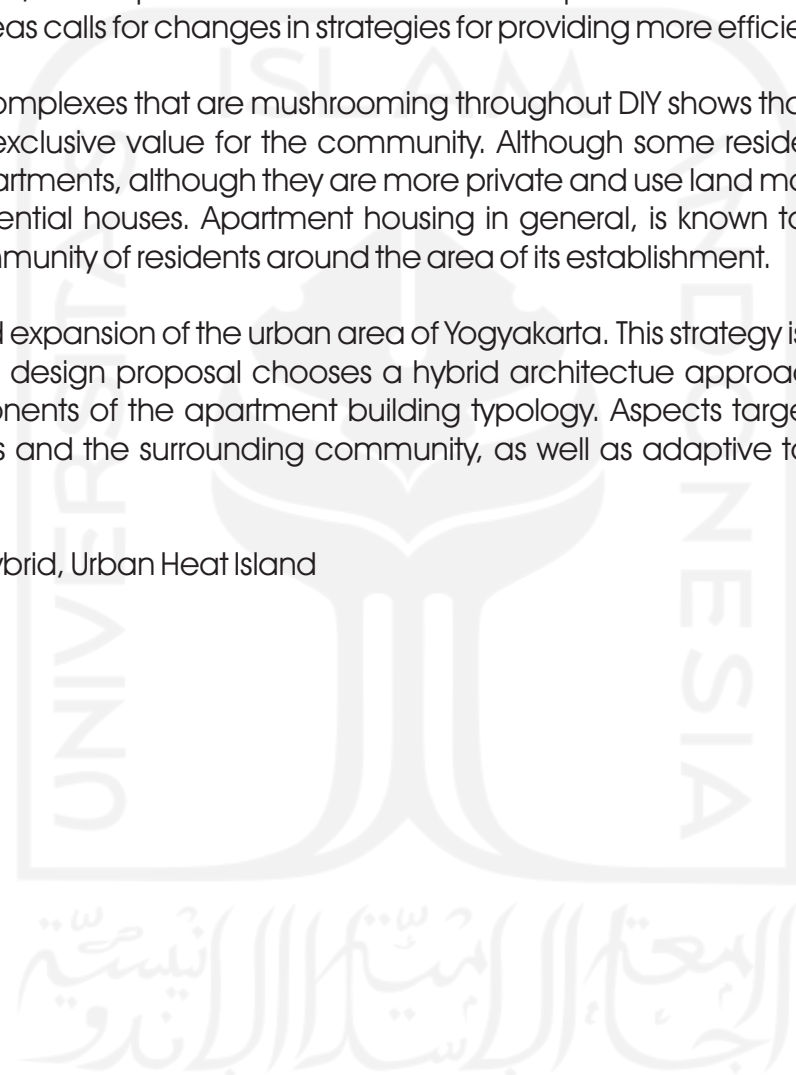 eas calls for changes in strategies for providing more efficie
omplexes that are mushrooming throughout DIY shows tha
exclusive value for the community. Although some reside
artments, although they are more private and use land mo
ential houses. Apartment housing in general, is known to
munity of residents around the area of its establishment.
d expansion of the urban area of Yogyakarta. This strategy is
design proposal chooses a hybrid architectue approac
onents of the apartment building typology. Aspects targe
s and the surrounding community, as well as adaptive to
ybrid, Urban Heat Island
ISLAM
UNIVERSITAS
INDONESIA